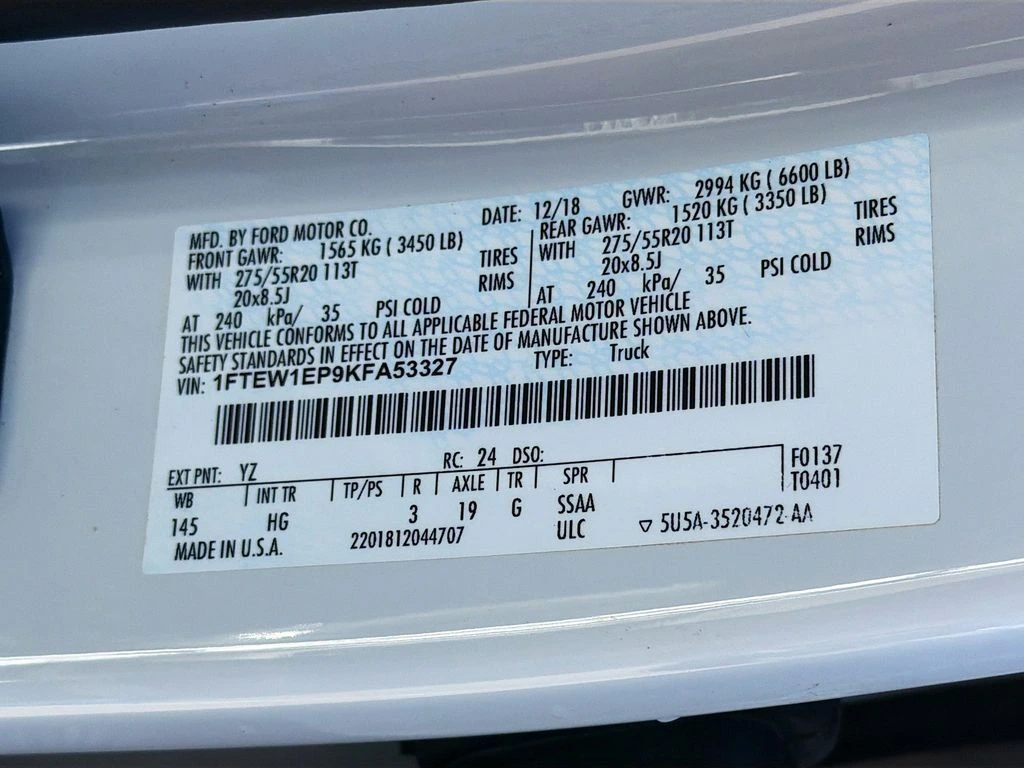 MFD. BY FORD MOTOR CO. DATE: 12/18 GVWR: 2994 KG ( 6600 LB)
FRONT GAWR: 1565 KG ( 3450 LB) REAR GAWR: 1520 KG ( 3350 LB)
WITH 275/55R20 113T TIRES WITH 275/55R20 113T TIRES
20x8.5J RIMS 20x8.5J RIMS
AT 240 kPa/ 35 PSI COLD AT 240 kPa/ 35 PSI COLD
THIS VEHICLE CONFORMS TO ALL APPLICABLE FEDERAL MOTOR VEHICLE
SAFETY STANDARDS IN EFFECT ON THE DATE OF MANUFACTURE SHOWN ABOVE.
VIN: 1FTEW1EP9KFA53327 TYPE: Truck
EXT PNT: YZ RC: 24 DSO: F0137
WB INT TR TP/PS R AXLE TR SPR T0401
145 HG 3 19 G SSAA
MADE IN U.S.A. 2201812044707 ULC ▽ 5U5A-3520472-AA